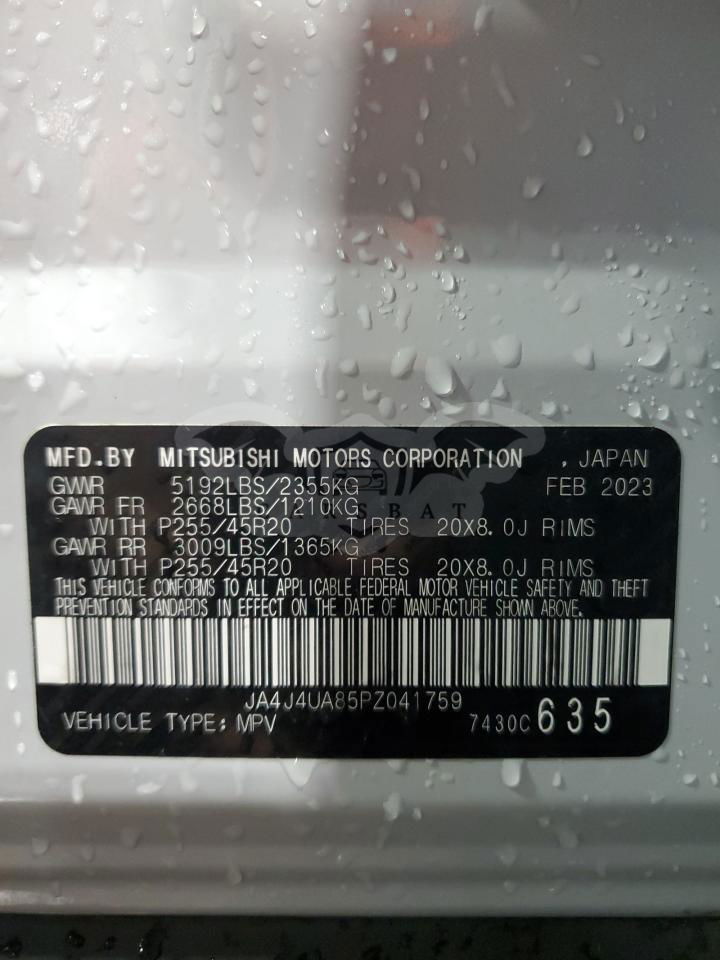 MFD.BY MITSUBISHI MOTORS CORPORATION , JAPAN
GVWR 5192LBS/2355KG FEB 2023
GAWR FR 2668LBS/1210KG
WITH P255/45R20 TIRES 20X8.0J RIMS
GAWR RR 3009LBS/1365KG
WITH P255/45R20 TIRES 20X8.0J RIMS
THIS VEHICLE CONFORMS TO ALL APPLICABLE FEDERAL MOTOR VEHICLE SAFETY AND THEFT
PREVENTION STANDARDS IN EFFECT ON THE DATE OF MANUFACTURE SHOWN ABOVE.
JA4J4UA85PZ041759
VEHICLE TYPE: MPV 7430C 635